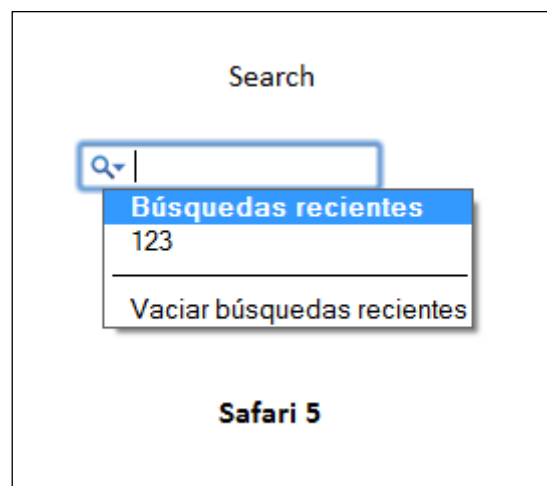 Search
Búsquedas recientes
123
Vaciar búsquedas recientes
Safari 5